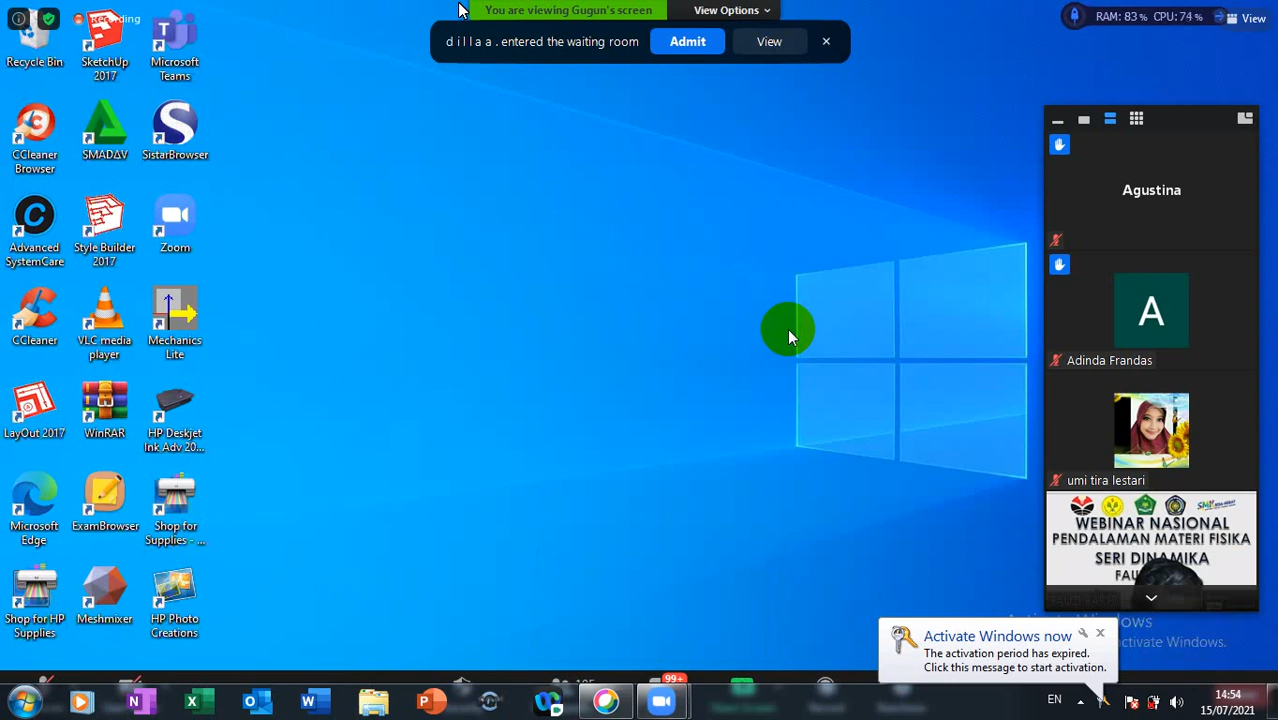 You are viewing Gugun's screen
View Options
Recording
RAM: 83 % CPU: 74 %
View
d i l l a a . entered the waiting room
Admit
View
Recycle Bin
SketchUp 2017
Microsoft Teams
CCleaner Browser
SMADAV
SistarBrowser
Advanced SystemCare
Style Builder 2017
Zoom
CCleaner
VLC media player
Mechanics Lite
LayOut 2017
WinRAR
HP Deskjet Ink Adv 20...
Microsoft Edge
ExamBrowser
Shop for Supplies - ...
Shop for HP Supplies
Meshmixer
HP Photo Creations
Agustina
A
Adinda Frandas
umi tira lestari
WEBINAR NASIONAL
PENDALAMAN MATERI FISIKA
SERI DINAMIKA
Activate Windows now
The activation period has expired.
Click this message to start activation.
activate Windows.
99+
EN
14:54
15/07/2021